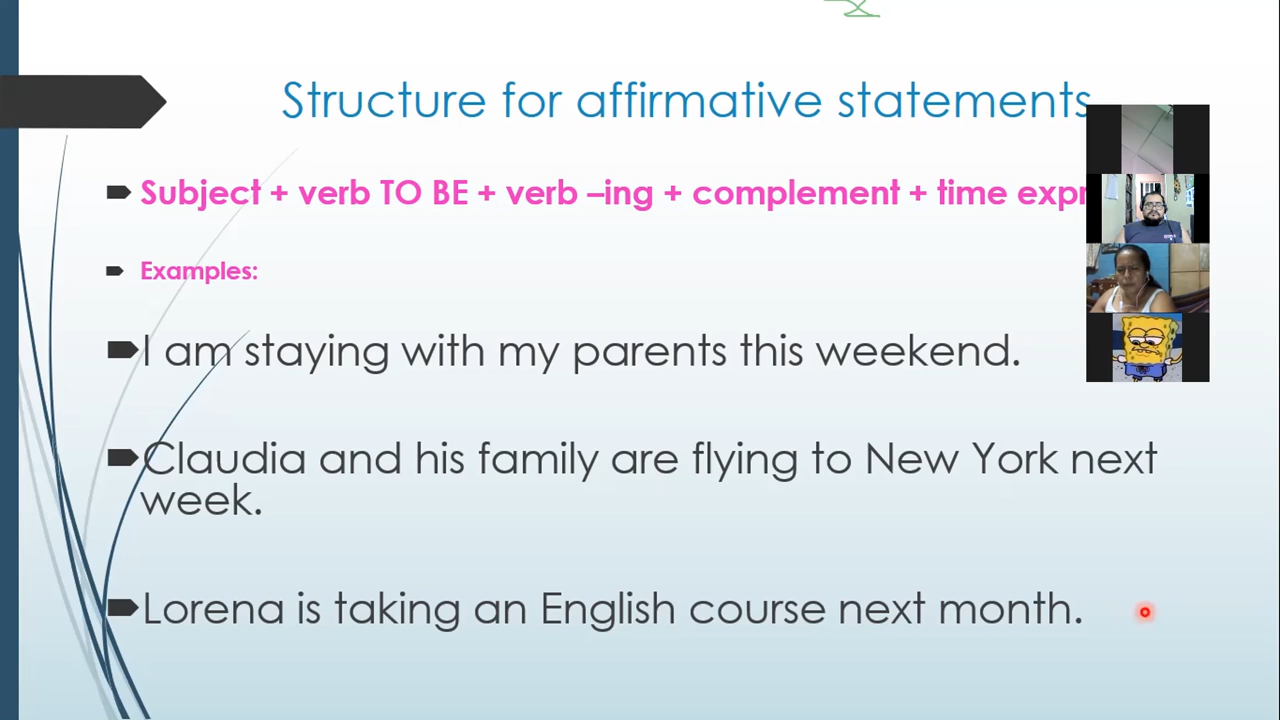 Structure for affirmative statements
Subject + verb TO BE + verb –ing + complement + time expr
Examples:
I am staying with my parents this weekend.
Claudia and his family are flying to New York next
week.
Lorena is taking an English course next month.